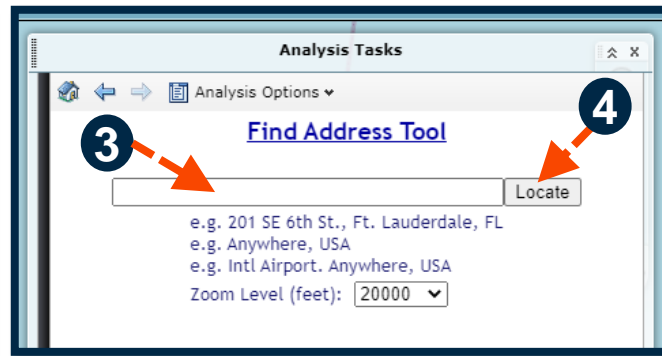 Analysis Tasks
Analysis Options
4
3
Find Address Tool
Locate
e.g. 201 SE 6th St., Ft. Lauderdale, FL
e.g. Anywhere, USA
e.g. Intl Airport. Anywhere, USA
Zoom Level (feet): 20000